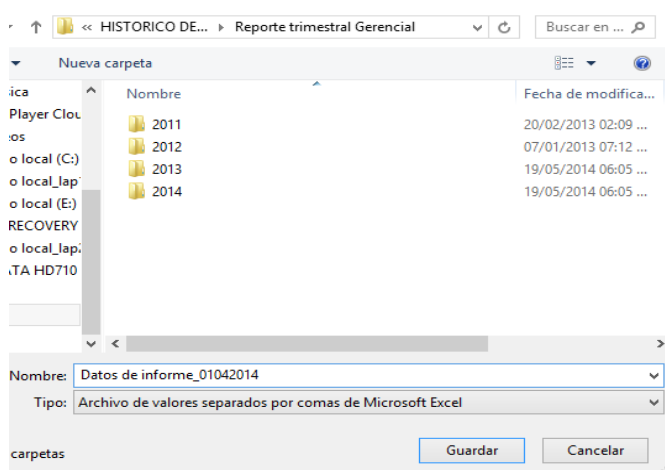 « HISTORICO DE... Reporte trimestral Gerencial Buscar en ...
Nueva carpeta
ica Nombre Fecha de modifica...
Player Clou
os 2011 20/02/2013 02:09 ...
o local (C:) 2012 07/01/2013 07:12 ...
o local_lap 2013 19/05/2014 06:05 ...
o local (E:) 2014 19/05/2014 06:05 ...
RECOVERY
o local_lap
ATA HD710
Nombre: Datos de informe_01042014
Tipo: Archivo de valores separados por comas de Microsoft Excel
carpetas Guardar Cancelar